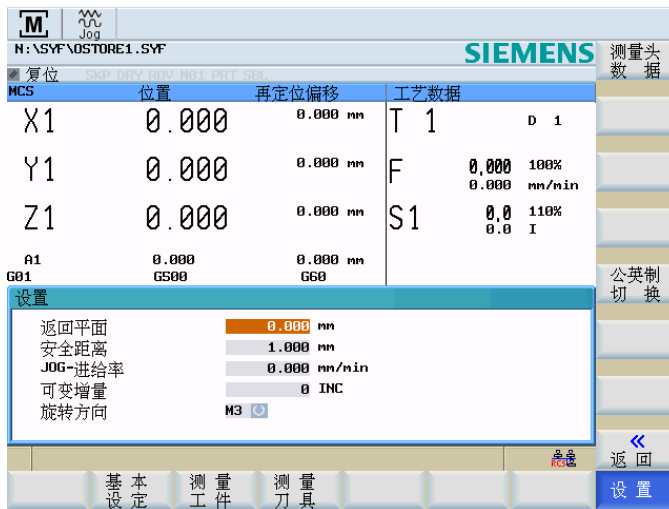 M
Jog
N:\SYF\OSTORE1.SYF
SIEMENS
测量头
数 据
复位 SKP DRY ROV M01 PRT SBL
MCS 位置 再定位偏移 工艺数据
X1 0.000 0.000 mm T 1 D 1
Y1 0.000 0.000 mm F 0,000 100%
0.000 mm/min
Z1 0.000 0.000 mm S1 0,0 110%
0.0 I
A1 0.000 0.000 mm
G01 G500 G60
公英制
切 换
设置
返回平面 0.000 mm
安全距离 1.000 mm
JOG-进给率 0.000 mm/min
可变增量 0 INC
旋转方向 M3
RCS
«
返 回
基 本
设 定
测 量
工 件
测 量
刀 具
设 置